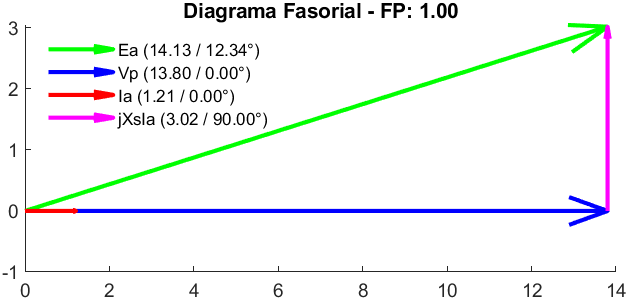 Diagrama Fasorial - FP: 1.00
3
Ea (14.13 / 12.34°)
Vp (13.80 / 0.00°)
2
Ia (1.21 / 0.00°)
jXsIa (3.02 / 90.00°)
1
0
-1
0 2 4 6 8 10 12 14